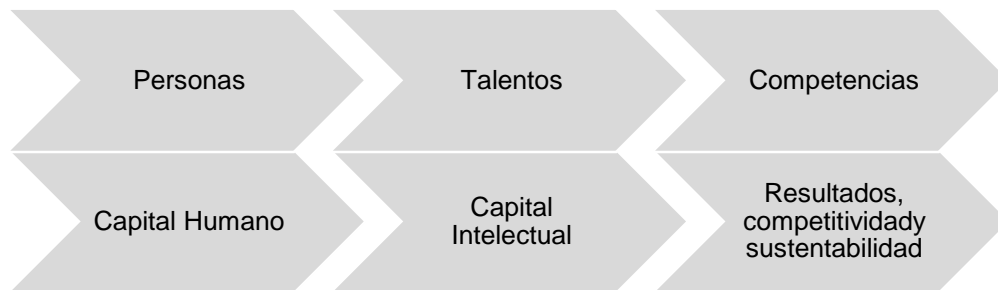 Personas
Talentos
Competencias
Capital Humano
Capital
Intelectual
Resultados,
competitividady
sustentabilidad